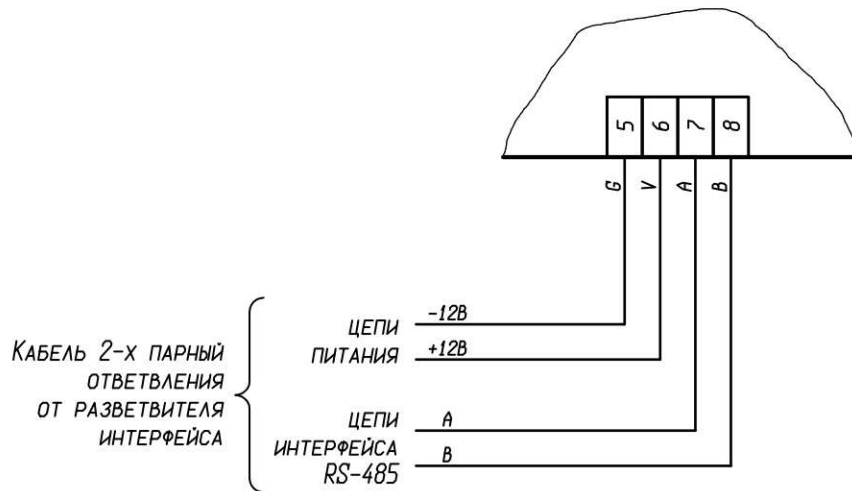 5 6 7 8
G V A B
КАБЕЛЬ 2-Х ПАРНЫЙ
ОТВЕТВЛЕНИЯ
ОТ РАЗВЕТВИТЕЛЯ
ИНТЕРФЕЙСА
ЦЕПИ -12В
ПИТАНИЯ +12В
ЦЕПИ А
ИНТЕРФЕЙСА В
RS-485